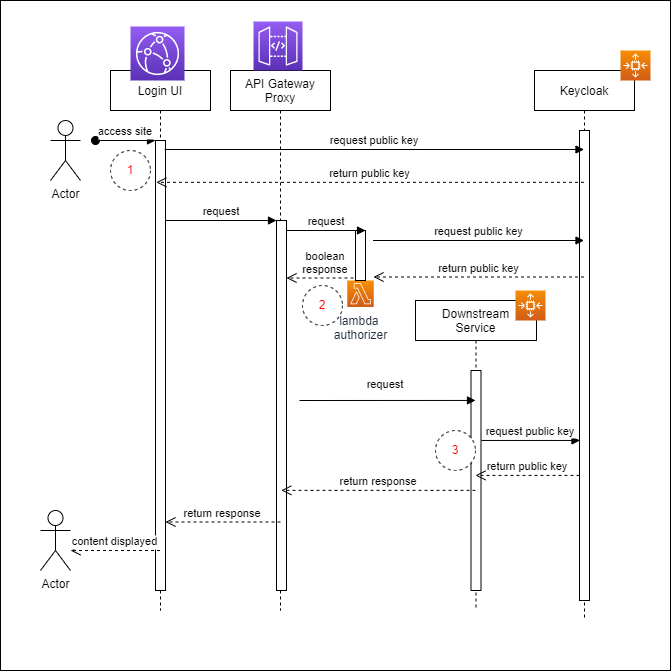 Login UI
API Gateway
Proxy
Keycloak
access site
request public key
1
return public key
Actor
request
request
request public key
boolean
response
return public key
2
lambda
authorizer
Downstream
Service
request
request public key
3
return public key
return response
return response
content displayed
Actor